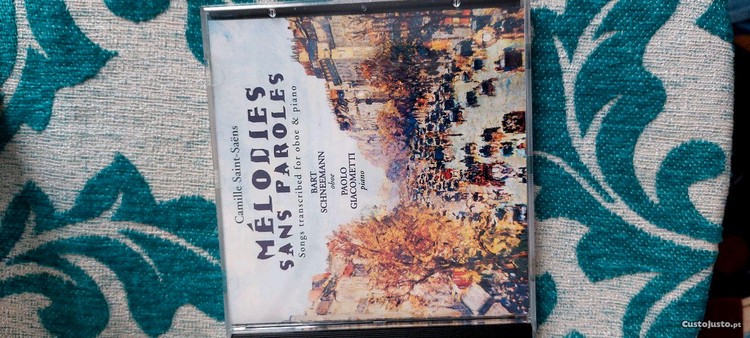 Camille Saint-Saëns
MÉLODIES
SANS PAROLES
Songs transcribed for oboe & piano
BART
SCHNEEMANN
oboe
PAOLO
GIACOMETTI
piano
CustoJusto.pt